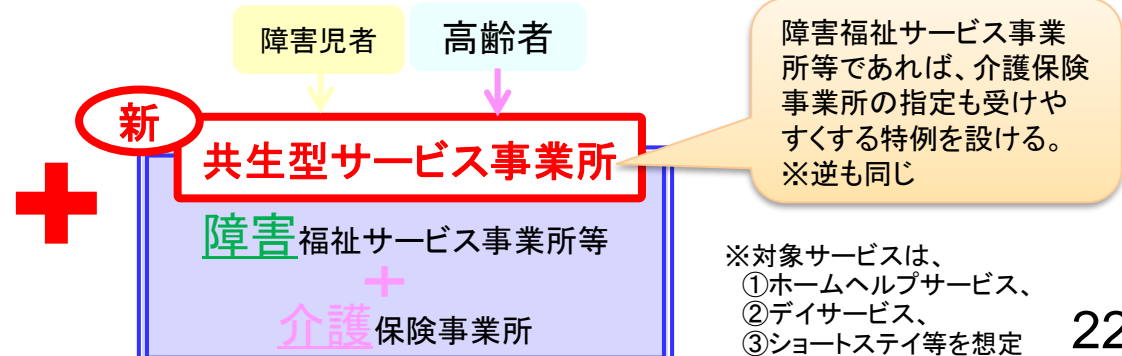 障害児者
高齢者
新
共生型サービス事業所
障害福祉サービス事業所等
+
介護保険事業所
障害福祉サービス事業
所等であれば、介護保険
事業所の指定も受けや
すくする特例を設ける。
※逆も同じ
※対象サービスは、
①ホームヘルプサービス、
②デイサービス、
③ショートステイ等を想定
22